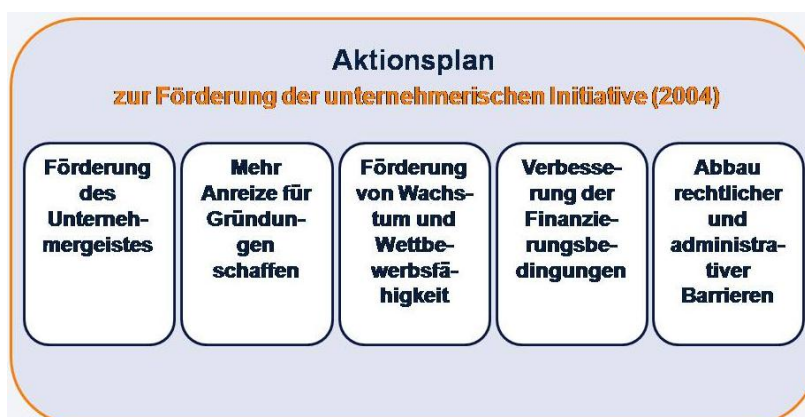 Aktionsplan
zur Förderung der unternehmerischen Initiative (2004)
Förderung
des
Unterneh-
mergeistes
Mehr
Anreize für
Gründun-
gen
schaffen
Förderung
von Wachs-
tum und
Wettbe-
werbsfä-
higkeit
Verbesse-
rung der
Finanzie-
rungsbe-
dingungen
Abbau
rechtlicher
und
administra-
tiver
Barrieren